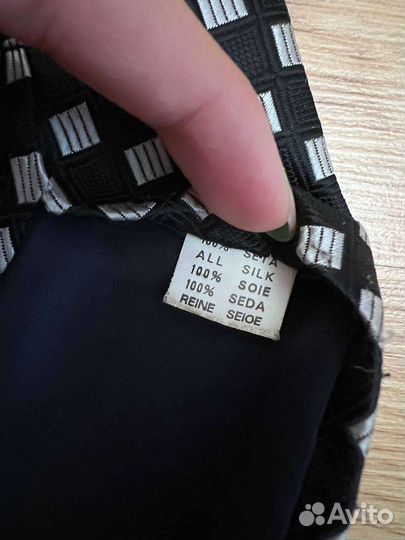 100% SETA
ALL SILK
100% SOIE
100% SEDA
REINE SEIOE
Avito